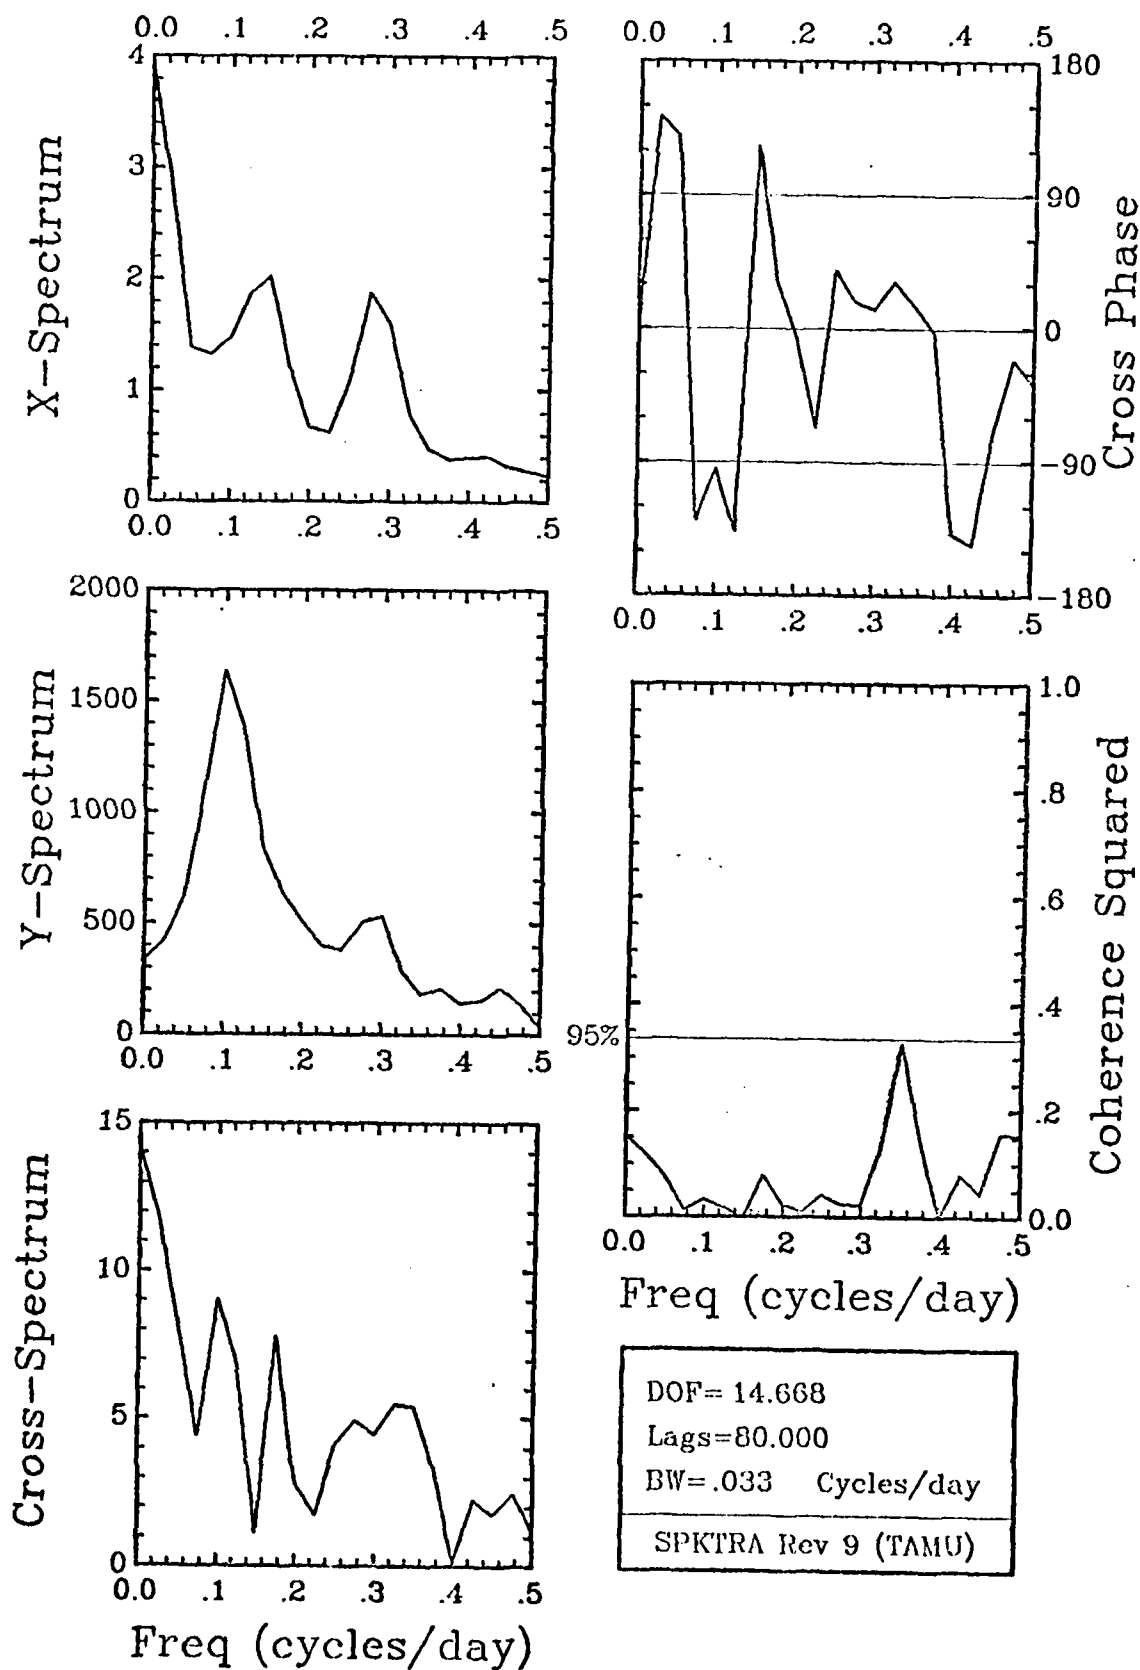 0.0 .1 .2 .3 .4 .5
4
3
2
1
0
X-Spectrum
0.0 .1 .2 .3 .4 .5
0.0 .1 .2 .3 .4 .5
180
90
0
-90
-180
Cross Phase
0.0 .1 .2 .3 .4 .5
2000
1500
1000
500
0
Y-Spectrum
0.0 .1 .2 .3 .4 .5
1.0
.8
.6
.4
.2
0.0
95%
Coherence Squared
0.0 .1 .2 .3 .4 .5
Freq (cycles/day)
15
10
5
0
Cross-Spectrum
0.0 .1 .2 .3 .4 .5
Freq (cycles/day)
DOF= 14.668
Lags=80.000
BW= .033 Cycles/day
SPKTRA Rev 9 (TAMU)